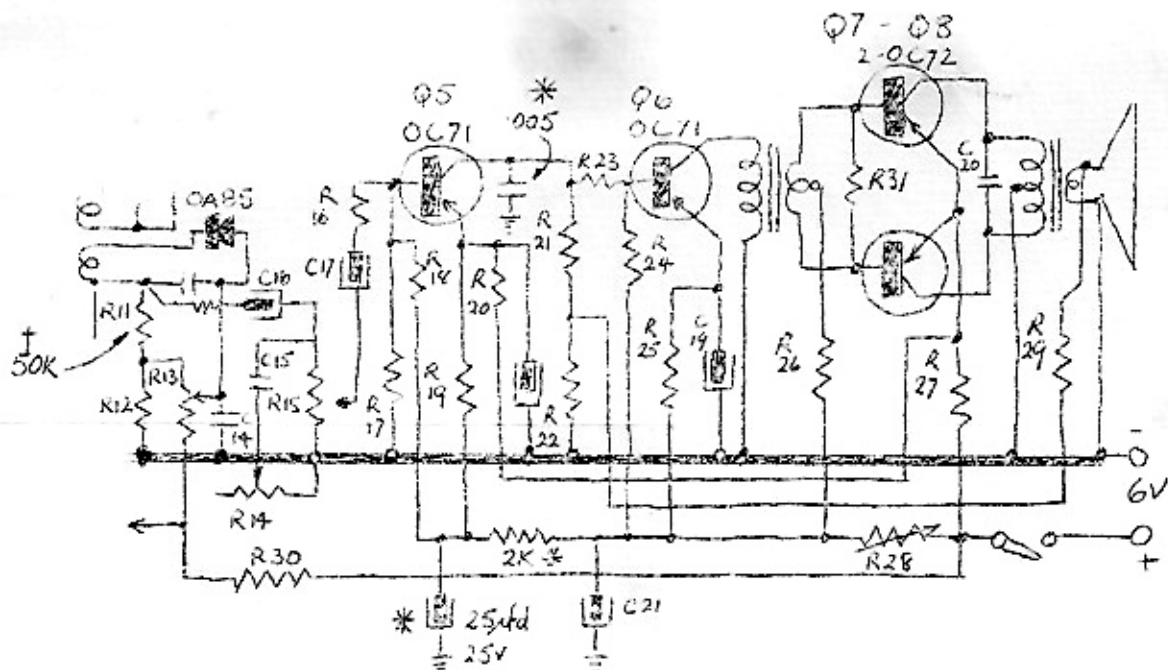 Q7 - Q8
2-OC72
Q5
OC71
*
.005
Q6
OC71
R23
C
20
R31
OA85
R
16
C17
R
18
R
20
R
21
R
24
C16
R11
‡
50K
R
25
C
19
R
26
R
27
R
29
C15
R13
R12
R15
C
14
R
17
R
19
R
22
-
6V
+
R14
R30
2K *
R28
*
25µfd
25V
C21